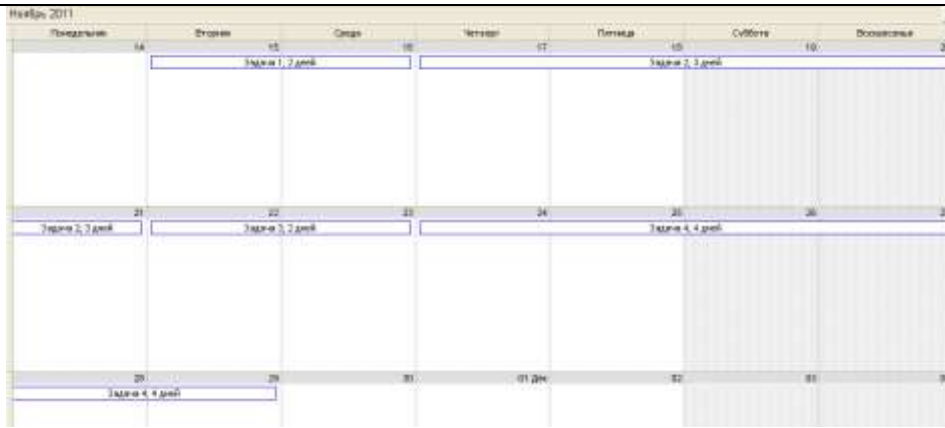 Ноябрь 2011
Понедельник Вторник Среда Четверг Пятница Суббота Воскресенье
14 15 16 17 18 19
Задача 1, 2 дней Задача 2, 3 дней
21 22 23 24 25 26
Задача 2, 3 дней Задача 3, 2 дней Задача 4, 4 дней
28 29 30 01 Дек 02 03
Задача 4, 4 дней